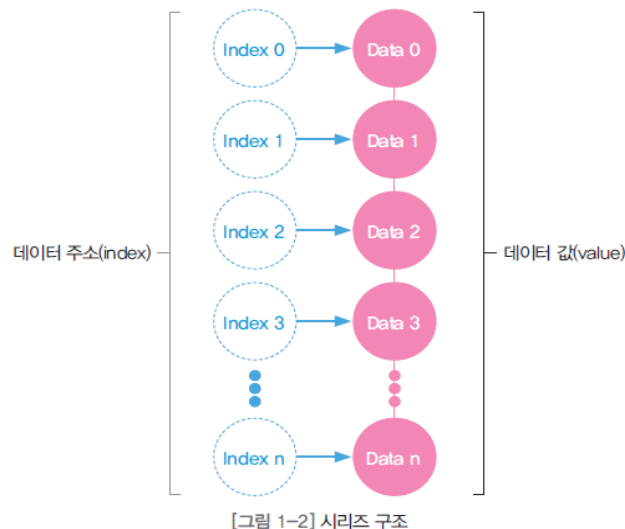 Index 0 Data 0
Index 1 Data 1
Index 2 Data 2
데이터 주소(index) 데이터 값(value)
Index 3 Data 3
Index n Data n
[그림 1-2] 시리즈 구조